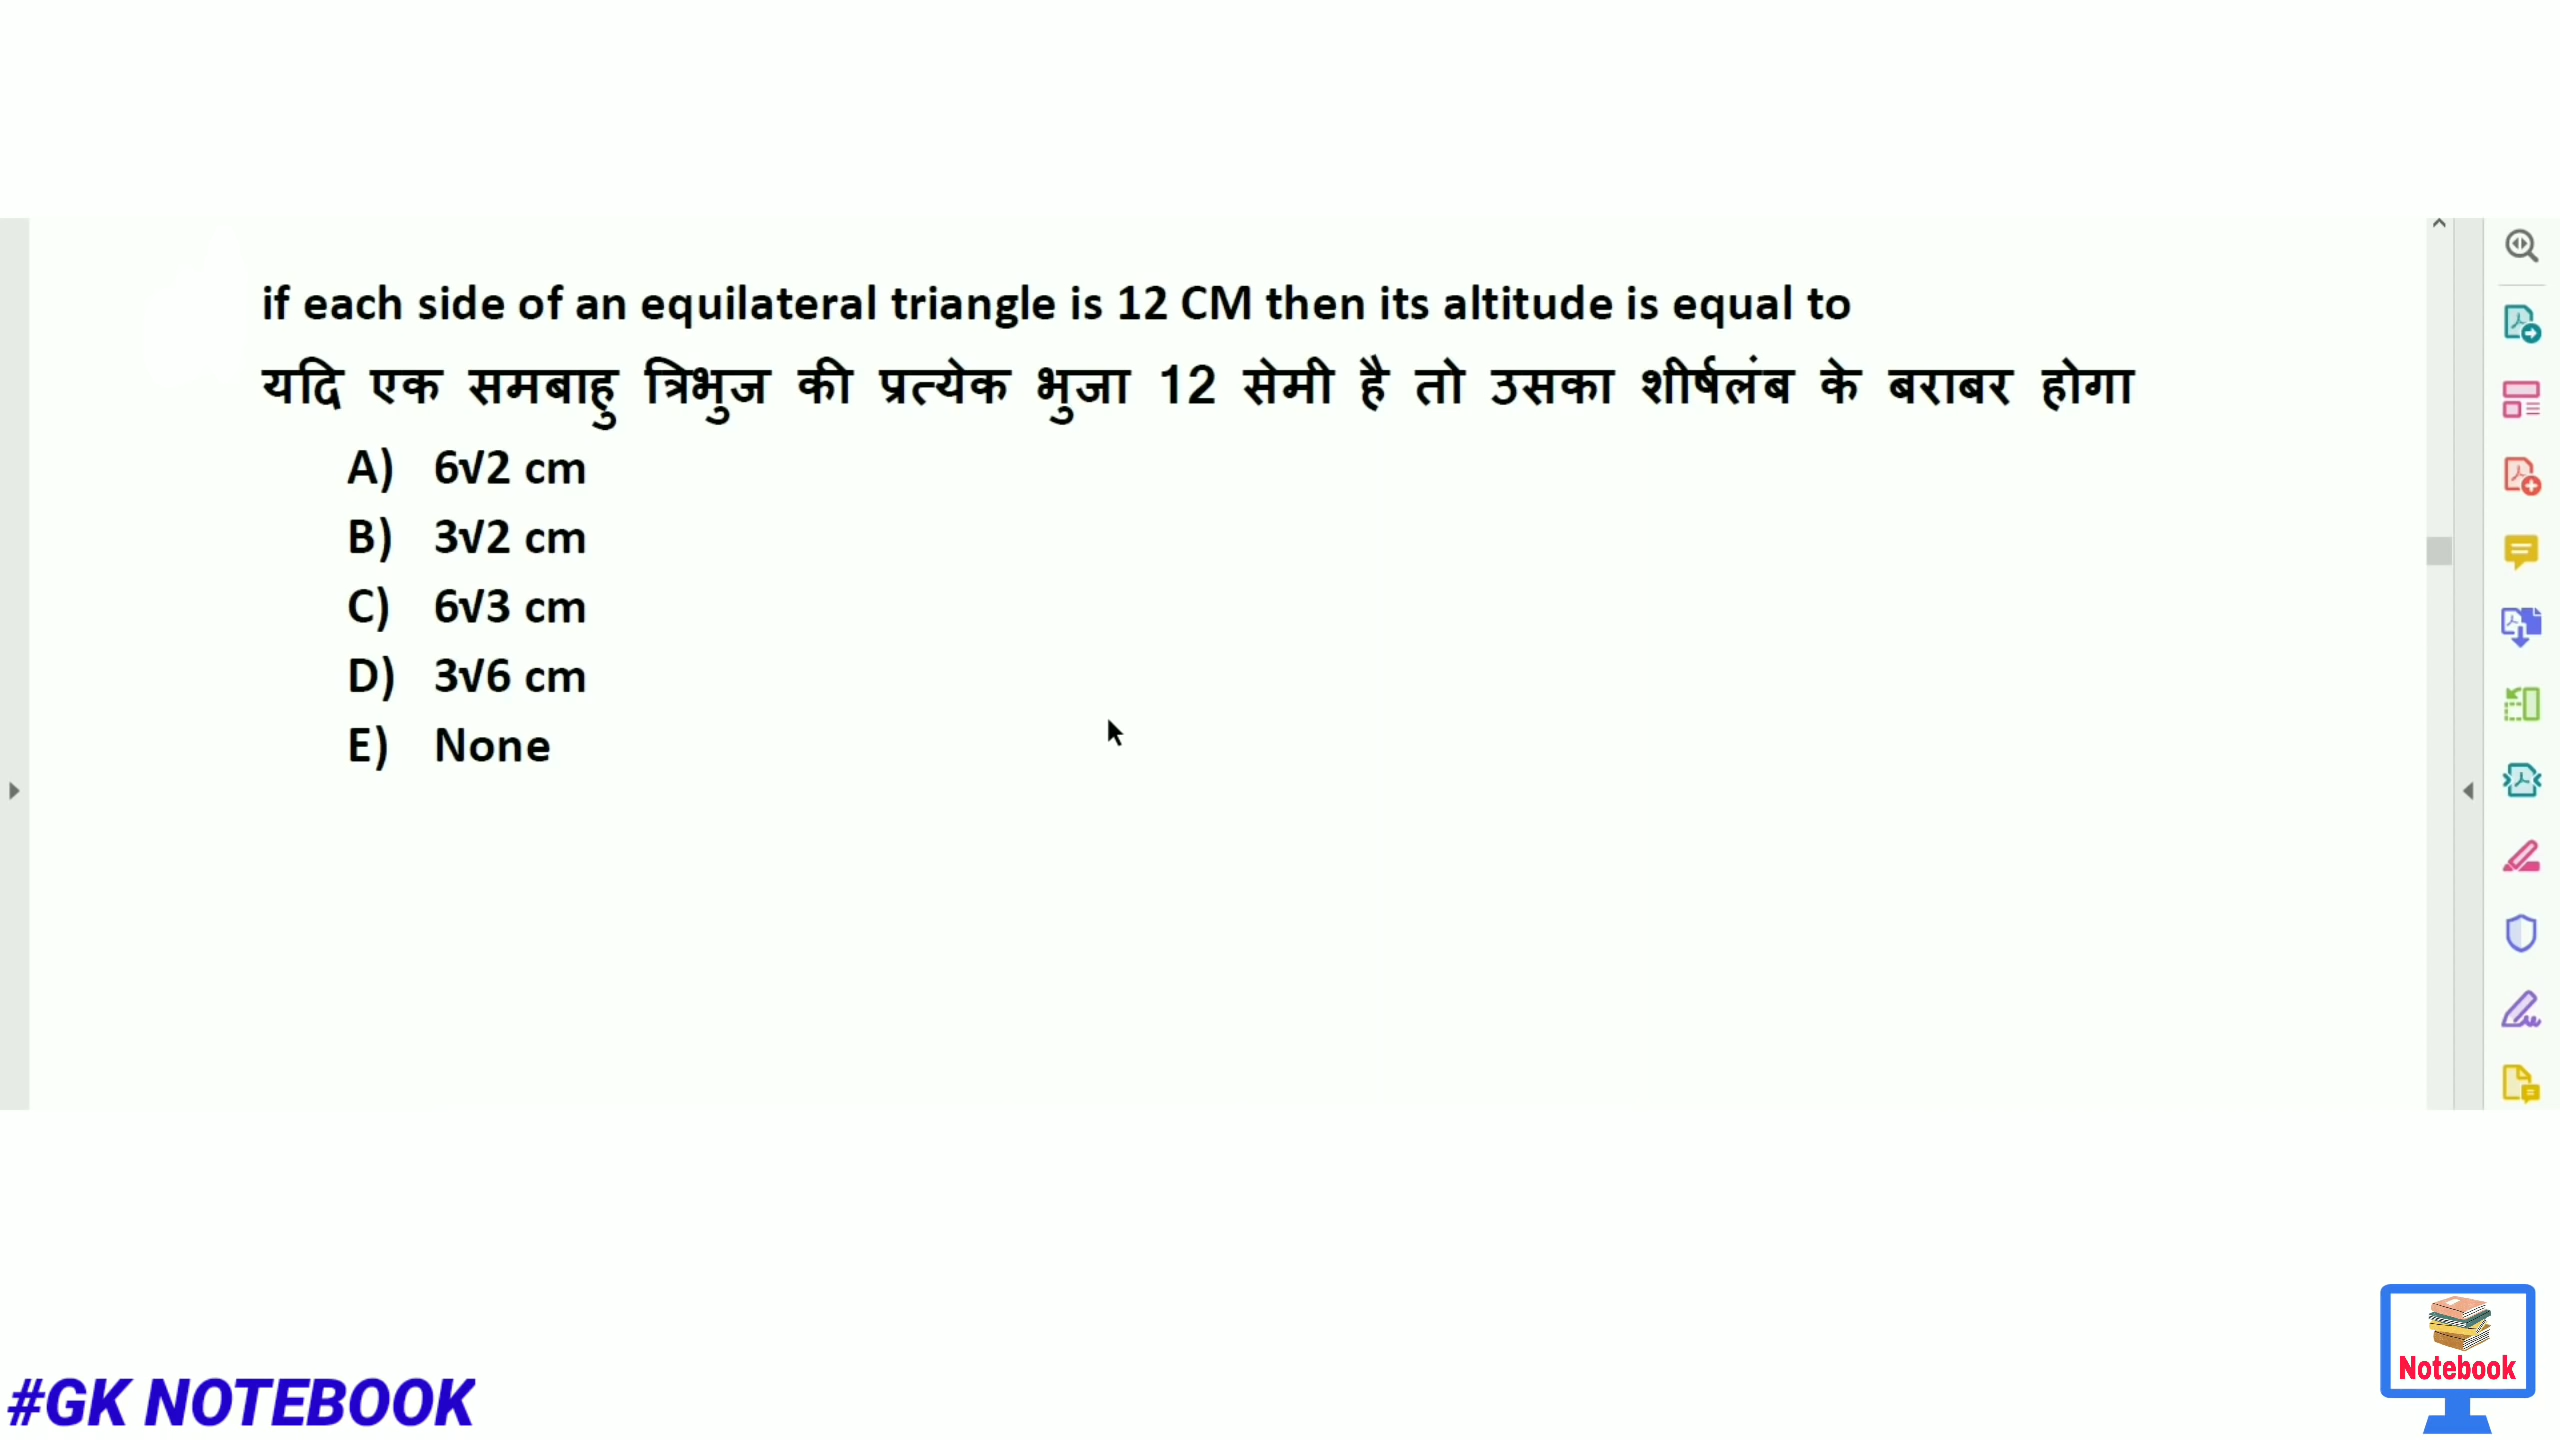 if each side of an equilateral triangle is 12 CM then its altitude is equal to
यदि एक समबाहु त्रिभुज की प्रत्येक भुजा 12 सेमी है तो उसका शीर्षलंब के बराबर होगा
A) 6√2 cm
B) 3√2 cm
C) 6√3 cm
D) 3√6 cm
E) None
Notebook
#GK NOTEBOOK